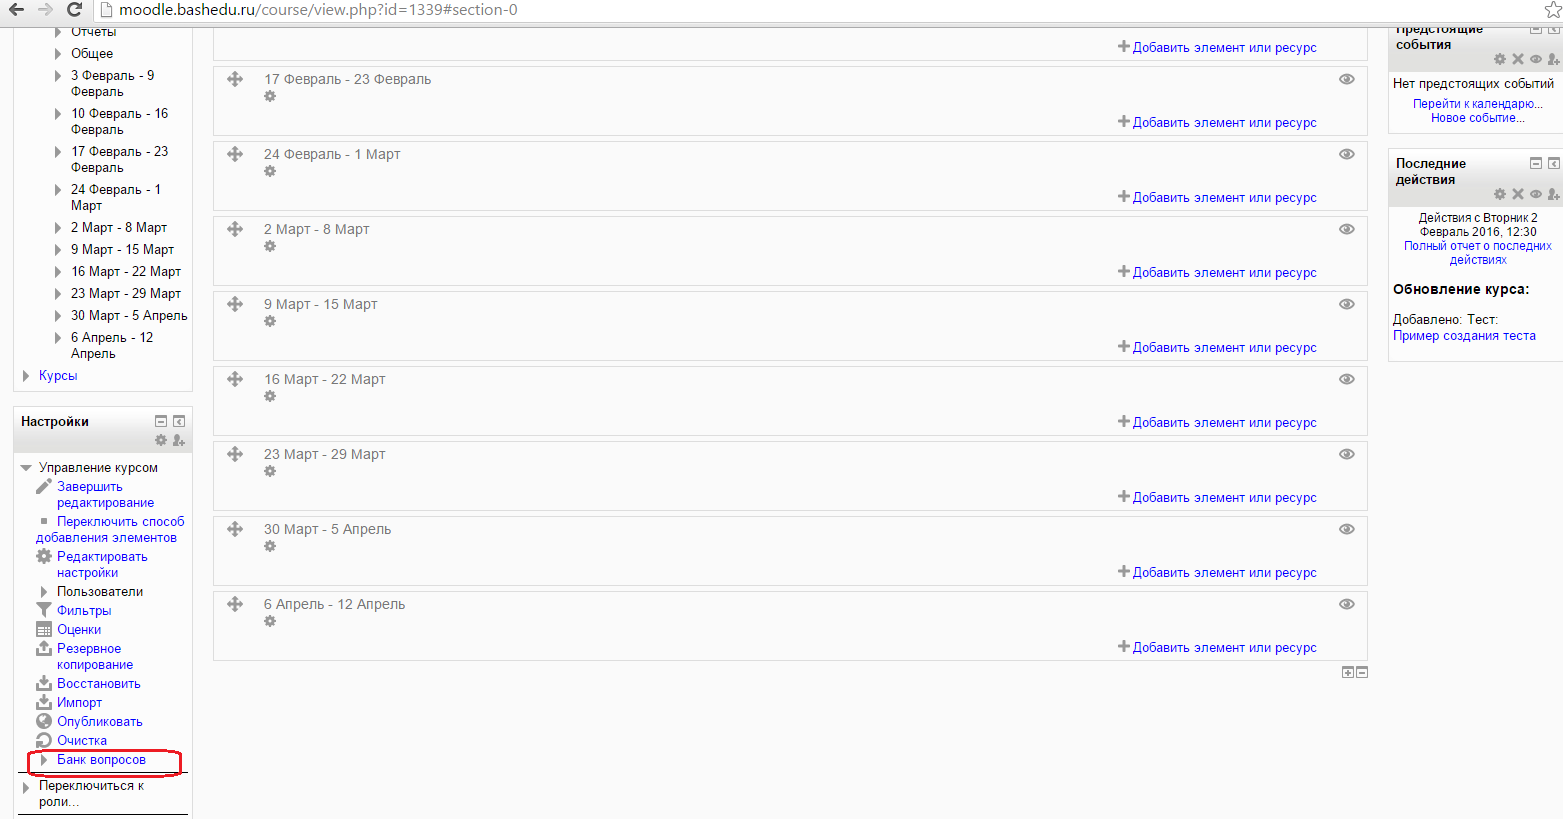 moodle.bashedu.ru/course/view.php?id=1339#section-0
Отчеты
Общее
3 Февраль - 9
Февраль
10 Февраль - 16
Февраль
17 Февраль - 23
Февраль
24 Февраль - 1
Март
2 Март - 8 Март
9 Март - 15 Март
16 Март - 22 Март
23 Март - 29 Март
30 Март - 5 Апрель
6 Апрель - 12
Апрель
Курсы
Настройки
Управление курсом
Завершить
редактирование
Переключить способ
добавления элементов
Редактировать
настройки
Пользователи
Фильтры
Оценки
Резервное
копирование
Восстановить
Импорт
Опубликовать
Очистка
Банк вопросов
Переключиться к
роли...
Добавить элемент или ресурс
17 Февраль - 23 Февраль
Добавить элемент или ресурс
24 Февраль - 1 Март
Добавить элемент или ресурс
2 Март - 8 Март
Добавить элемент или ресурс
9 Март - 15 Март
Добавить элемент или ресурс
16 Март - 22 Март
Добавить элемент или ресурс
23 Март - 29 Март
Добавить элемент или ресурс
30 Март - 5 Апрель
Добавить элемент или ресурс
6 Апрель - 12 Апрель
Добавить элемент или ресурс
Предстоящие
события
Нет предстоящих событий
Перейти к календарю...
Новое событие...
Последние
действия
Действия с Вторник 2
Февраль 2016, 12:30
Полный отчет о последних
действиях
Обновление курса:
Добавлено: Тест:
Пример создания теста